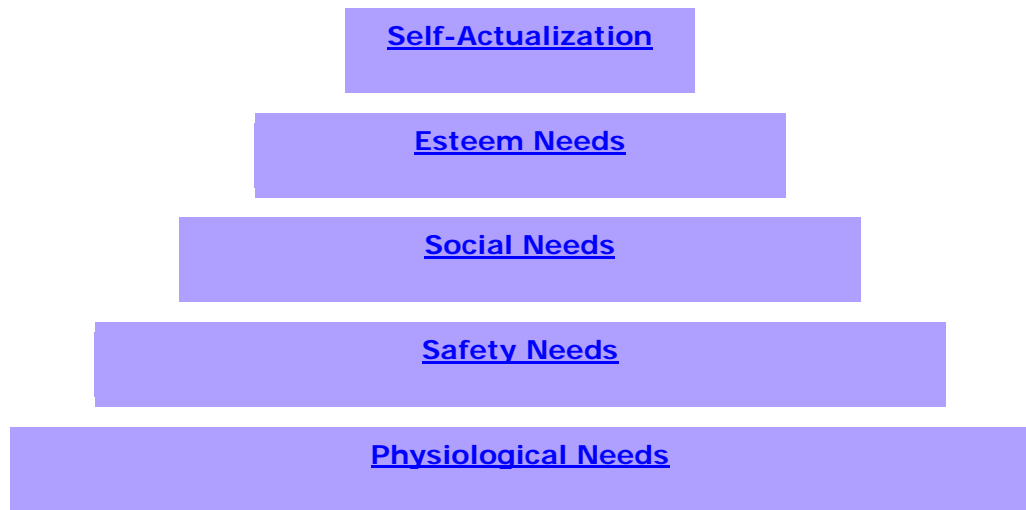 Self-Actualization
Esteem Needs
Social Needs
Safety Needs
Physiological Needs